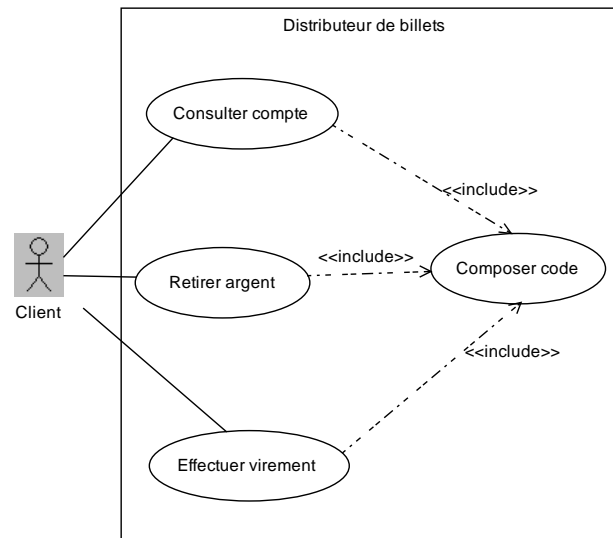 Distributeur de billets
Consulter compte
<<include>>
<<include>>
Retirer argent
Composer code
Client
<<include>>
Effectuer virement